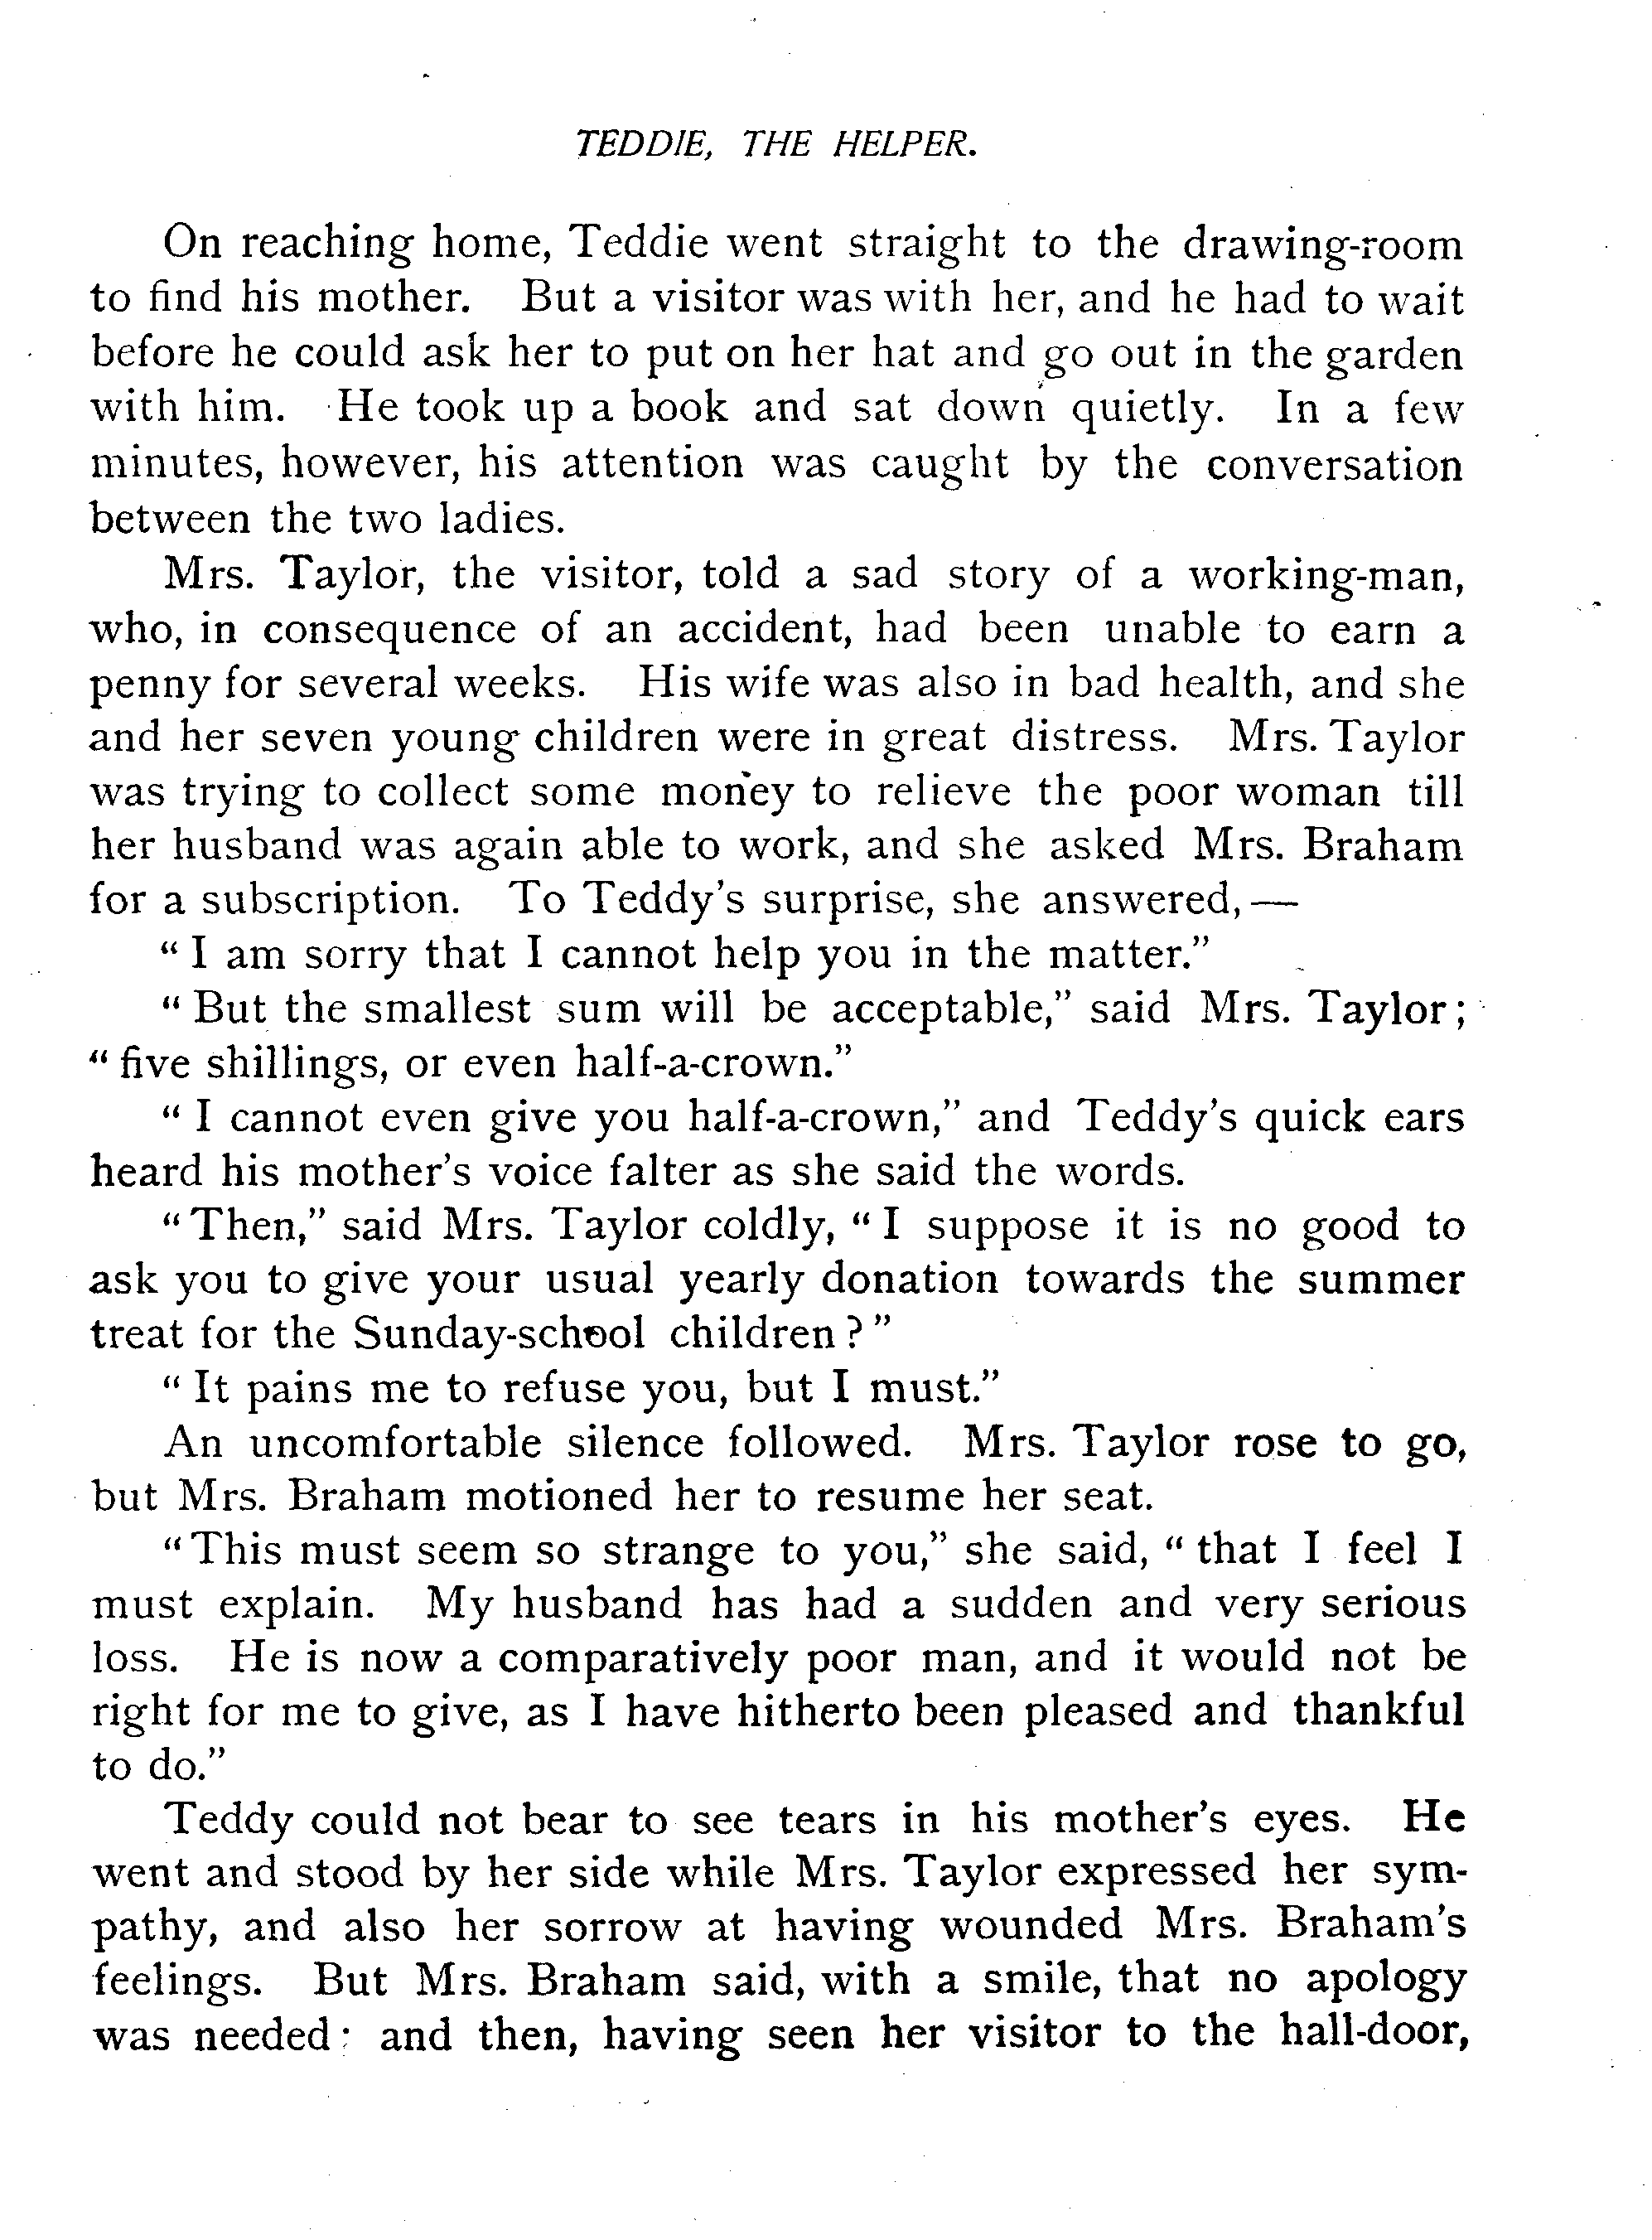 TEDDIE, THE HELPER.
On reaching home, Teddie went straight to the drawing-room
to find his mother. But a visitor was with her, and he had to wait
before he could ask her to put on her hat and go out in the garden
with him. He took up a book and sat down quietly. In a few
minutes, however, his attention was caught by the conversation
between the two ladies.
Mrs. Taylor, the visitor, told a sad story of a working-man,
who, in consequence of an accident, had been unable to earn a
penny for several weeks. His wife was also in bad health, and she
and her seven young children were in great distress. Mrs. Taylor
was trying to collect some money to relieve the poor woman till
her husband was again able to work, and she asked Mrs. Braham
for a subscription. To Teddy's surprise, she answered,—
“I am sorry that I cannot help you in the matter.”
“But the smallest sum will be acceptable,” said Mrs. Taylor;
“five shillings, or even half-a-crown.”
“I cannot even give you half-a-crown,” and Teddy's quick ears
heard his mother's voice falter as she said the words.
“Then,” said Mrs. Taylor coldly, “I suppose it is no good to
ask you to give your usual yearly donation towards the summer
treat for the Sunday-school children?”
“It pains me to refuse you, but I must.”
An uncomfortable silence followed. Mrs. Taylor rose to go,
but Mrs. Braham motioned her to resume her seat.
“This must seem so strange to you,” she said, “that I feel I
must explain. My husband has had a sudden and very serious
loss. He is now a comparatively poor man, and it would not be
right for me to give, as I have hitherto been pleased and thankful
to do.”
Teddy could not bear to see tears in his mother's eyes. He
went and stood by her side while Mrs. Taylor expressed her sym-
pathy, and also her sorrow at having wounded Mrs. Braham's
feelings. But Mrs. Braham said, with a smile, that no apology
was needed; and then, having seen her visitor to the hall-door,